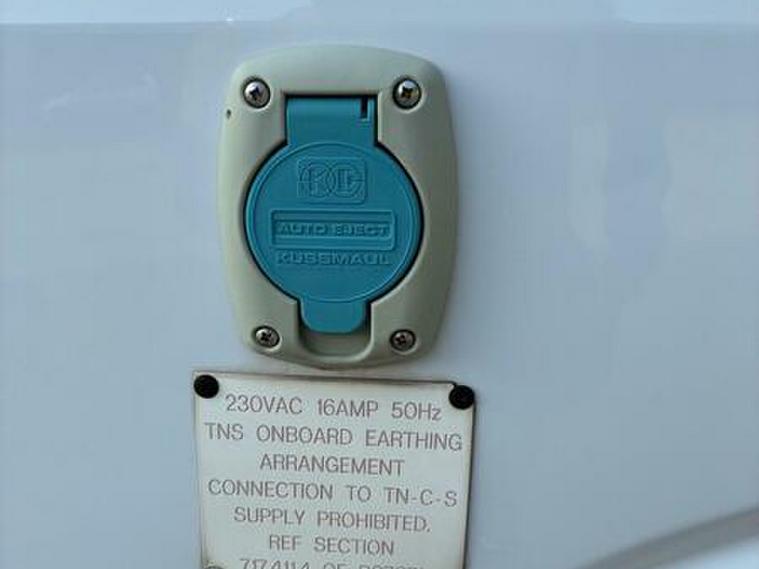 AUTO EJECT
KUSSMAUL
230VAC 16AMP 50Hz
TNS ONBOARD EARTHING
ARRANGEMENT
CONNECTION TO TN-C-S
SUPPLY PROHIBITED.
REF SECTION